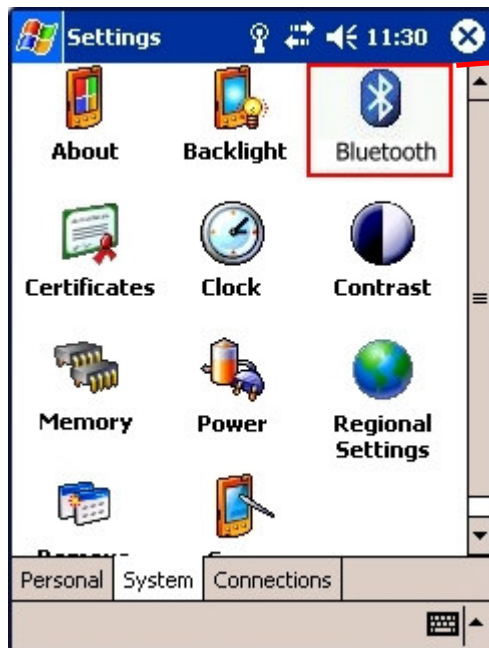 Settings 11:30
About Backlight Bluetooth
Certificates Clock Contrast
Memory Power Regional
Settings
Personal System Connections